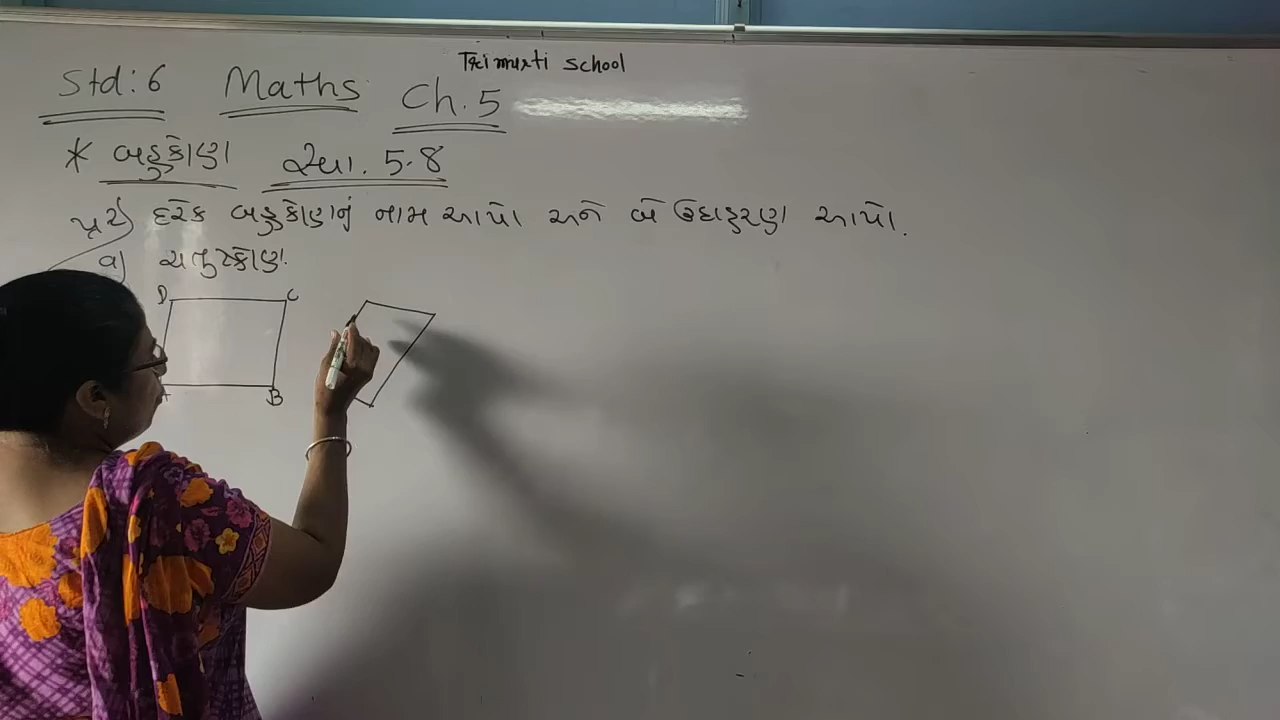 Trimurti school
Std:6 Maths Ch.5
* બહુકોણ સ્વા. 5.8
પ્ર૨) દરેક બહુકોણનું નામ આપો અને બે ઉદાહરણ આપો.
a) ચતુષ્કોણ.
D C
B